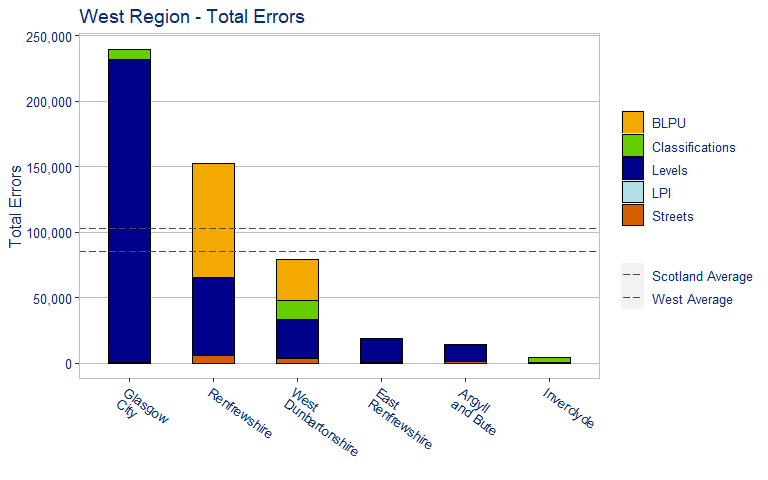 West Region - Total Errors
Total Errors
250,000
200,000
150,000
100,000
50,000
0
Glasgow
City
Renfrewshire
West
Dunbartonshire
East
Renfrewshire
Argyll
and Bute
Inverclyde
BLPU
Classifications
Levels
LPI
Streets
Scotland Average
West Average